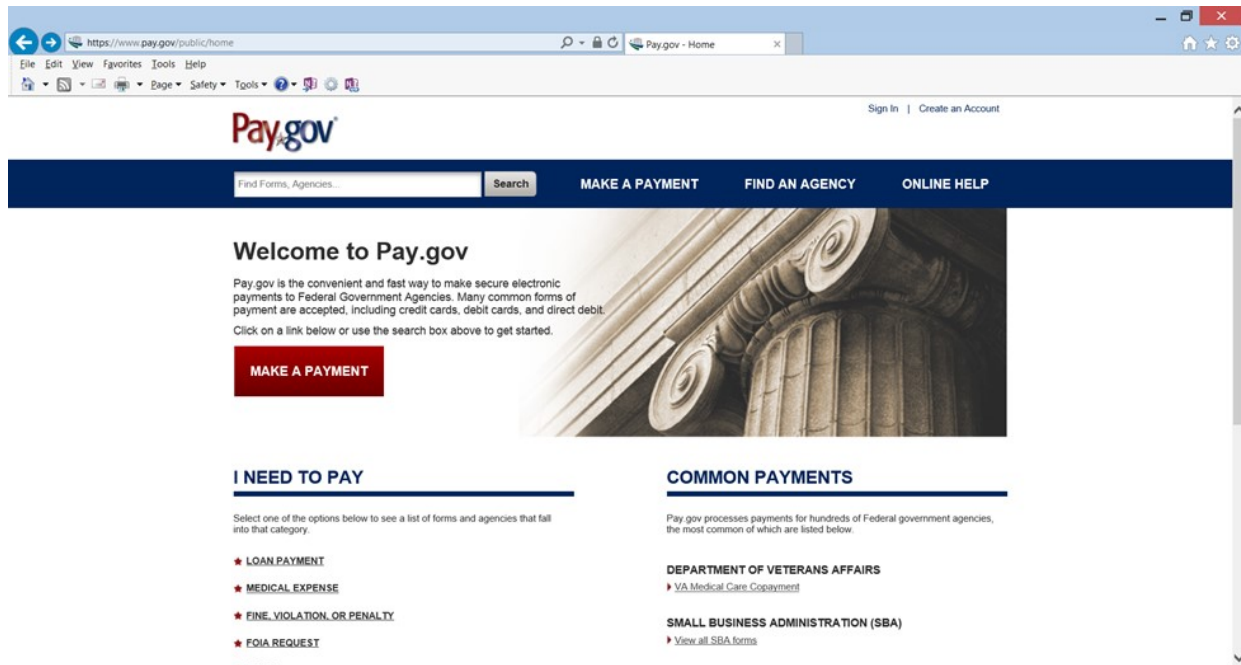 https://www.pay.gov/public/home
Pay.gov - Home
File Edit View Favorites Tools Help
Page Safety Tools
Sign In | Create an Account
Pay.gov
Find Forms, Agencies...
Search
MAKE A PAYMENT
FIND AN AGENCY
ONLINE HELP
Welcome to Pay.gov
Pay.gov is the convenient and fast way to make secure electronic
payments to Federal Government Agencies. Many common forms of
payment are accepted, including credit cards, debit cards, and direct debit.
Click on a link below or use the search box above to get started.
MAKE A PAYMENT
I NEED TO PAY
Select one of the options below to see a list of forms and agencies that fall
into that category.
LOAN PAYMENT
MEDICAL EXPENSE
FINE, VIOLATION, OR PENALTY
FOIA REQUEST
COMMON PAYMENTS
Pay.gov processes payments for hundreds of Federal government agencies,
the most common of which are listed below.
DEPARTMENT OF VETERANS AFFAIRS
VA Medical Care Copayment
SMALL BUSINESS ADMINISTRATION (SBA)
View all SBA forms